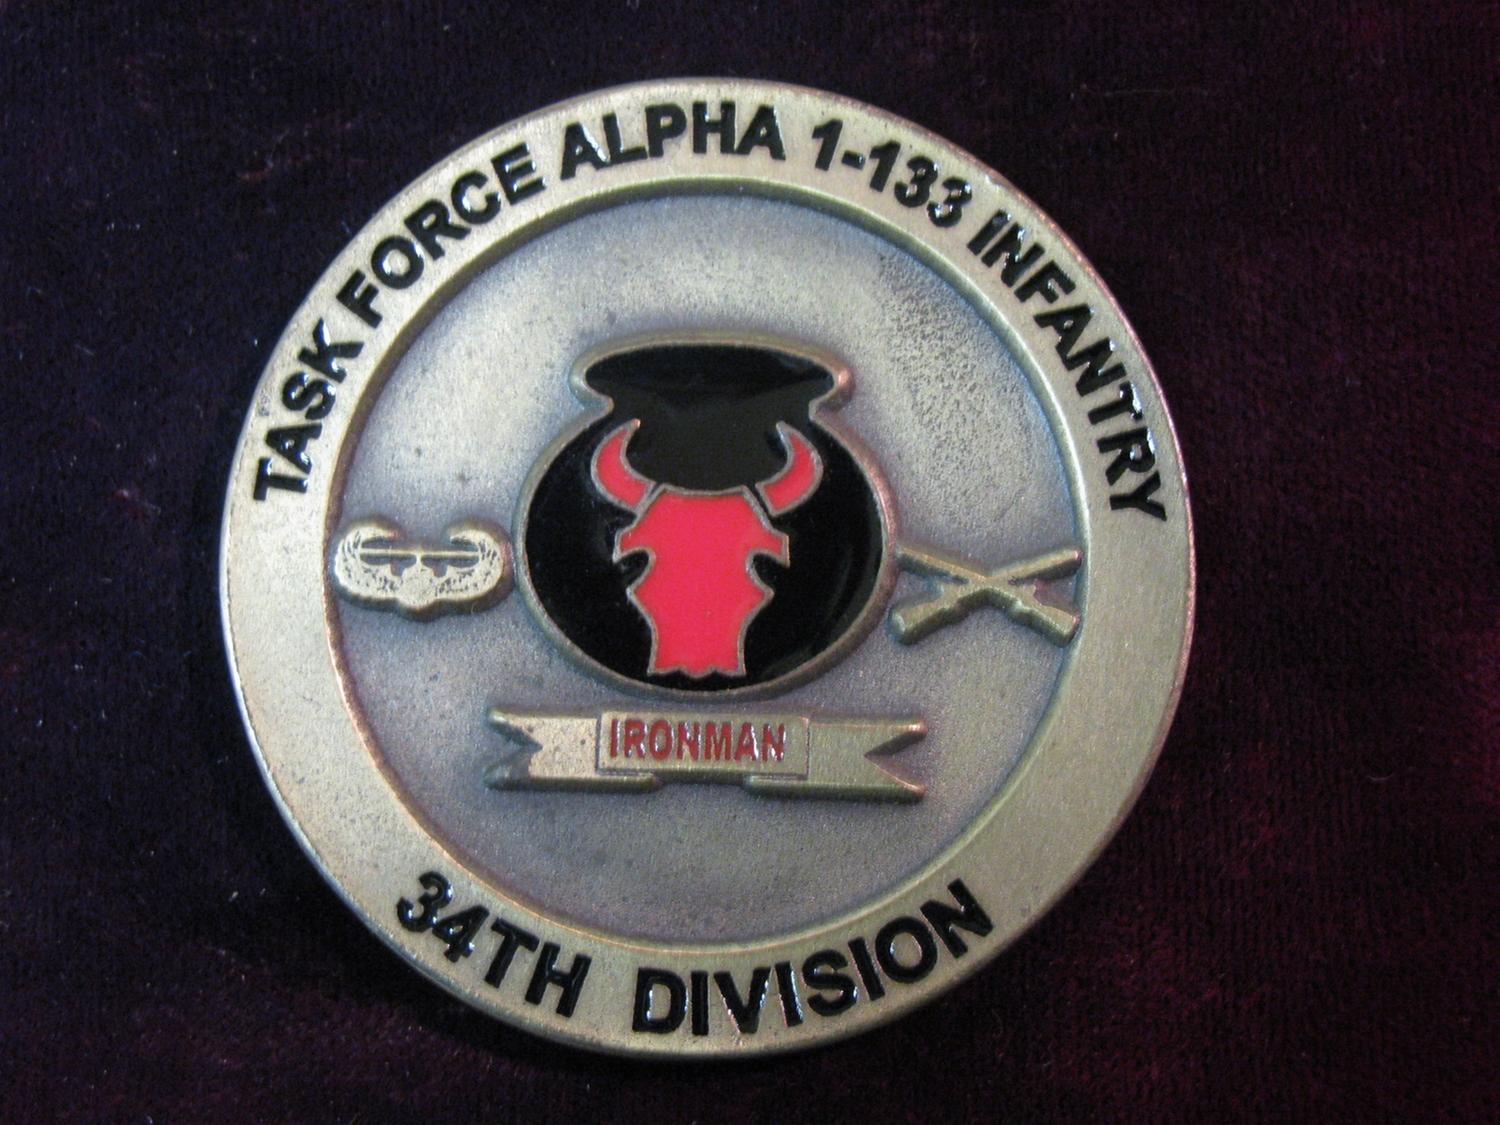 TASK FORCE ALPHA 1-133 INFANTRY
IRONMAN
34TH DIVISION